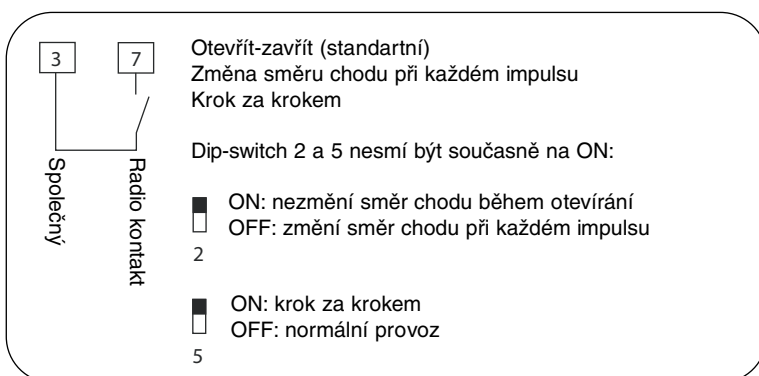 3
7
Společný
Radio kontakt
Otevřít-zavřít (standartní)
Změna směru chodu při každém impulsu
Krok za krokem
Dip-switch 2 a 5 nesmí být současně na ON:
ON: nezmění směr chodu během otevírání
OFF: změní směr chodu při každém impulsu
2
ON: krok za krokem
OFF: normální provoz
5